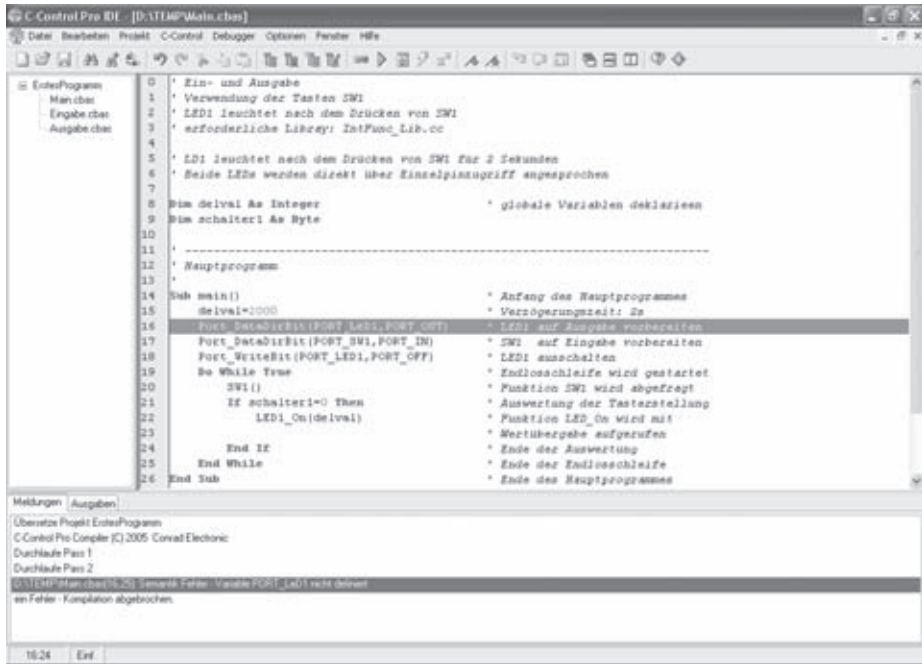 C-Control Pro IDE - [D:\TEMP\Main.cbas]
Datei Bearbeiten Projekt C-Control Debugger Optionen Fenster Hilfe
ErstesProgramm
Main.cbas
Eingabe.cbas
Ausgabe.cbas
0 ' Ein- und Ausgabe
1 ' Verwendung der Tasten SW1
2 ' LED1 leuchtet nach dem Drücken von SW1
3 ' erforderliche Library: IntFunc_Lib.cc
4
5 ' LD1 leuchtet nach dem Drücken von SW1 für 2 Sekunden
6 ' Beide LEDs werden direkt über Einzelpinzugriff angesprochen
7
8 Dim delval As Integer ' globale Variablen deklarieen
9 Dim schalter1 As Byte
10
11 ' ----------------------------------------------------------------
12 ' Hauptprogramm
13 '
14 Sub main() ' Anfang des Hauptprogrammes
15 delval=2000 ' Verzögerungszeit: 2s
16 Port_DataDirBit(PORT_LeD1,PORT_OUT) ' LED1 auf Ausgabe vorbereiten
17 Port_DataDirBit(PORT_SW1,PORT_IN) ' SW1 auf Eingabe vorbereiten
18 Port_WriteBit(PORT_LED1,PORT_OFF) ' LED1 ausschalten
19 Do While True ' Endlosschleife wird gestartet
20 SW1() ' Funktion SW1 wird abgefragt
21 If schalter1=0 Then ' Auswertung der Tasterstellung
22 LED1_On(delval) ' Funktion LED_On wird mit
23 ' Wertübergabe aufgerufen
24 End If ' Ende der Auswertung
25 End While ' Ende der Endlosschleife
26 End Sub ' Ende des Hauptprogrammes
Meldungen Ausgaben
Übersetze Projekt ErstesProgramm
C-Control Pro Compiler (C) 2005 Conrad Electronic
Durchlaufe Pass 1
Durchlaufe Pass 2
D:\TEMP\Main.cbas(16,25): Semantik Fehler - Variable PORT_LeD1 nicht definiert
ein Fehler - Kompilation abgebrochen.
16:24 Einf